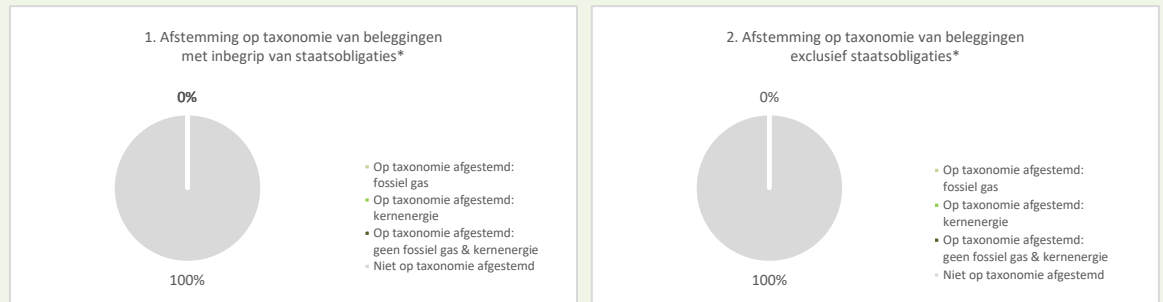 1. Afstemming op taxonomie van beleggingen
met inbegrip van staatsobligaties*
0%
Op taxonomie afgestemd:
fossiel gas
Op taxonomie afgestemd:
kernenergie
Op taxonomie afgestemd:
geen fossiel gas & kernenergie
Niet op taxonomie afgestemd
100%
2. Afstemming op taxonomie van beleggingen
exclusief staatsobligaties*
0%
Op taxonomie afgestemd:
fossiel gas
Op taxonomie afgestemd:
kernenergie
Op taxonomie afgestemd:
geen fossiel gas & kernenergie
Niet op taxonomie afgestemd
100%